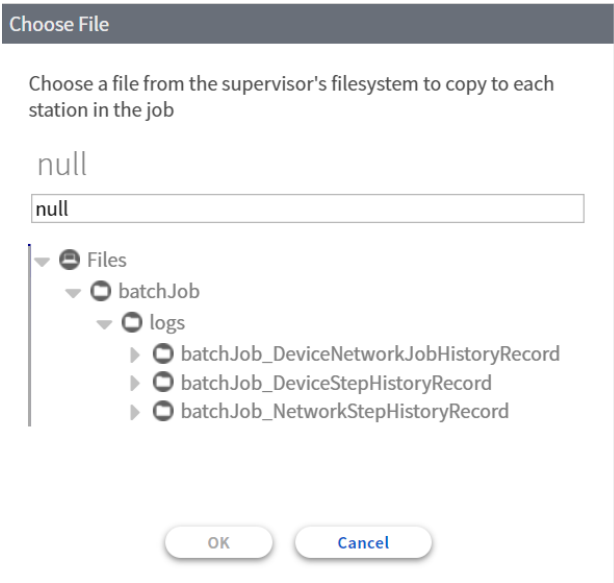 Choose File
Choose a file from the supervisor's filesystem to copy to each
station in the job
null
null
Files
batchJob
logs
batchJob_DeviceNetworkJobHistoryRecord
batchJob_DeviceStepHistoryRecord
batchJob_NetworkStepHistoryRecord
OK
Cancel